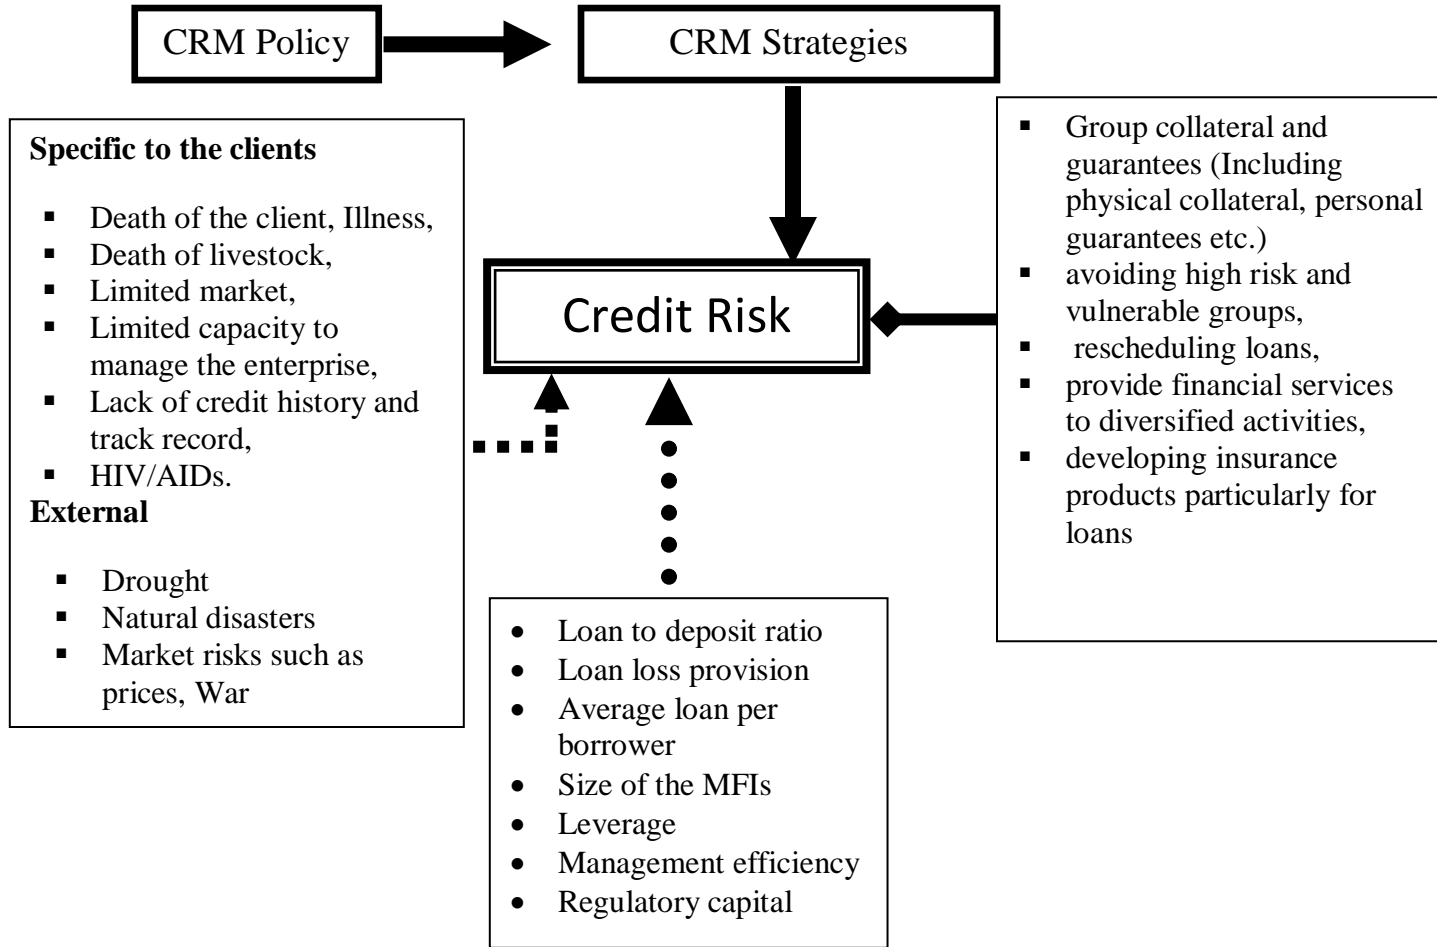 CRM Policy
CRM Strategies
Specific to the clients
▪ Death of the client, Illness,
▪ Death of livestock,
▪ Limited market,
▪ Limited capacity to
manage the enterprise,
▪ Lack of credit history and
track record,
▪ HIV/AIDs.
External
▪ Drought
▪ Natural disasters
▪ Market risks such as
prices, War
Credit Risk
▪ Group collateral and
guarantees (Including
physical collateral, personal
guarantees etc.)
▪ avoiding high risk and
vulnerable groups,
▪ rescheduling loans,
▪ provide financial services
to diversified activities,
▪ developing insurance
products particularly for
loans
• Loan to deposit ratio
• Loan loss provision
• Average loan per
borrower
• Size of the MFIs
• Leverage
• Management efficiency
• Regulatory capital